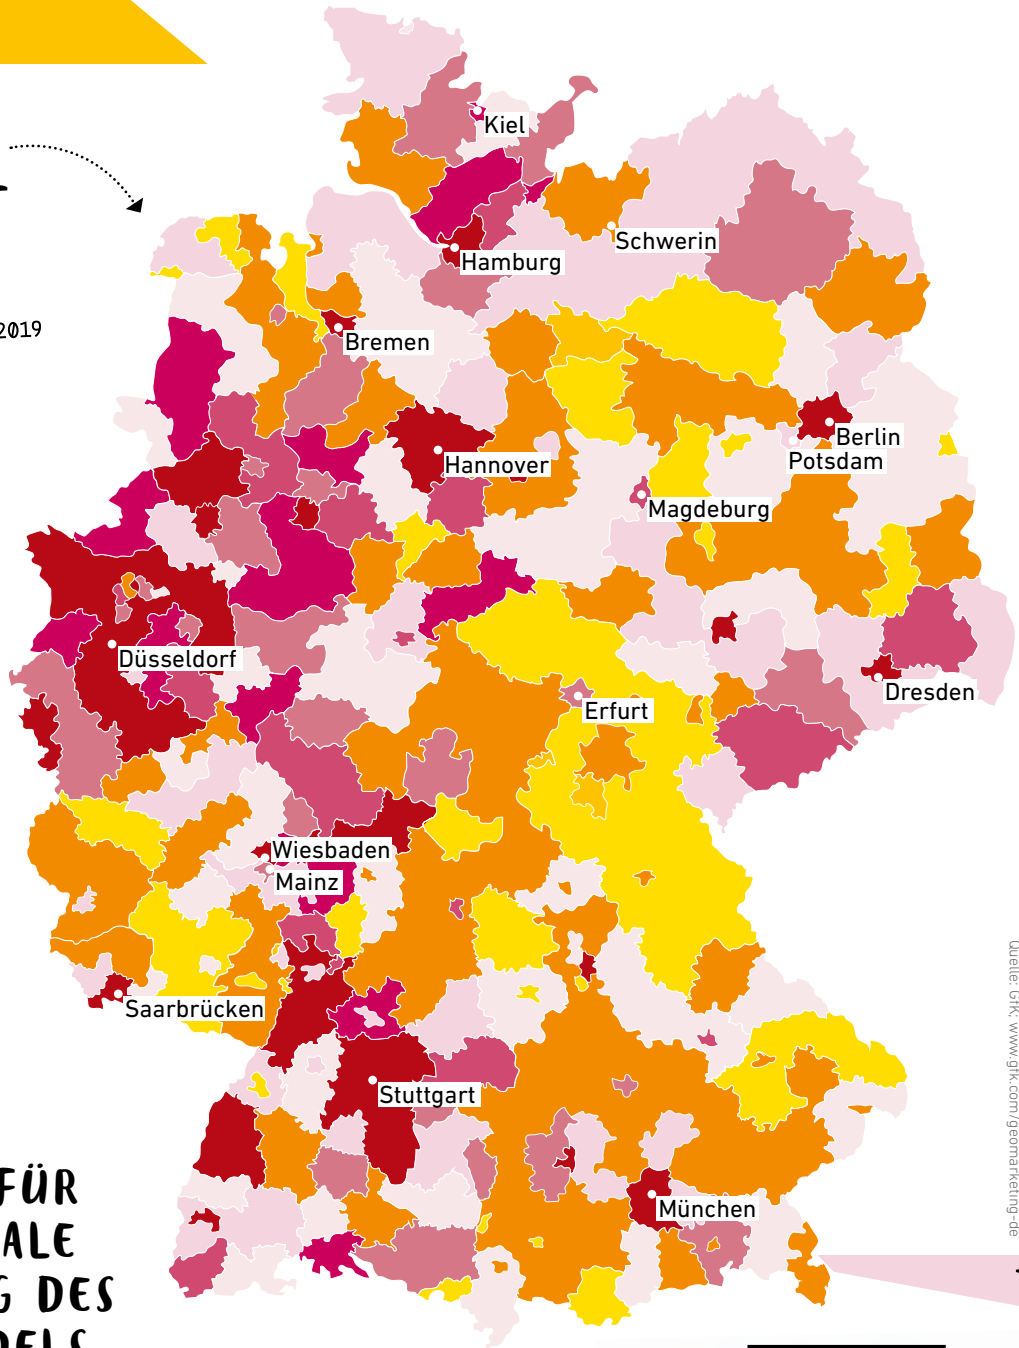 Kiel
Schwerin
Hamburg
2019
Bremen
Berlin
Hannover
Potsdam
Magdeburg
Düsseldorf
Dresden
Erfurt
Wiesbaden
Mainz
Saarbrücken
Quelle: GfK; www.gfk.com/geomarketing-de
Stuttgart
FÜR
München
DES